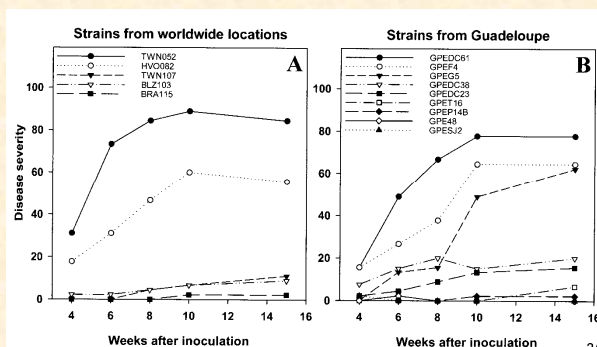 Strains from worldwide locations
A
TWN052
HVO082
TWN107
BLZ103
BRA115
Disease severity
100
80
60
40
20
0
4 6 8 10 12 14 16
Weeks after inoculation
Strains from Guadeloupe
B
GPEDC61
GPEF4
GPEG5
GPEDC38
GPEDC23
GPET16
GPEP14B
GPE48
GPESJ2
100
80
60
40
20
0
4 6 8 10 12 14 16
Weeks after inoculation